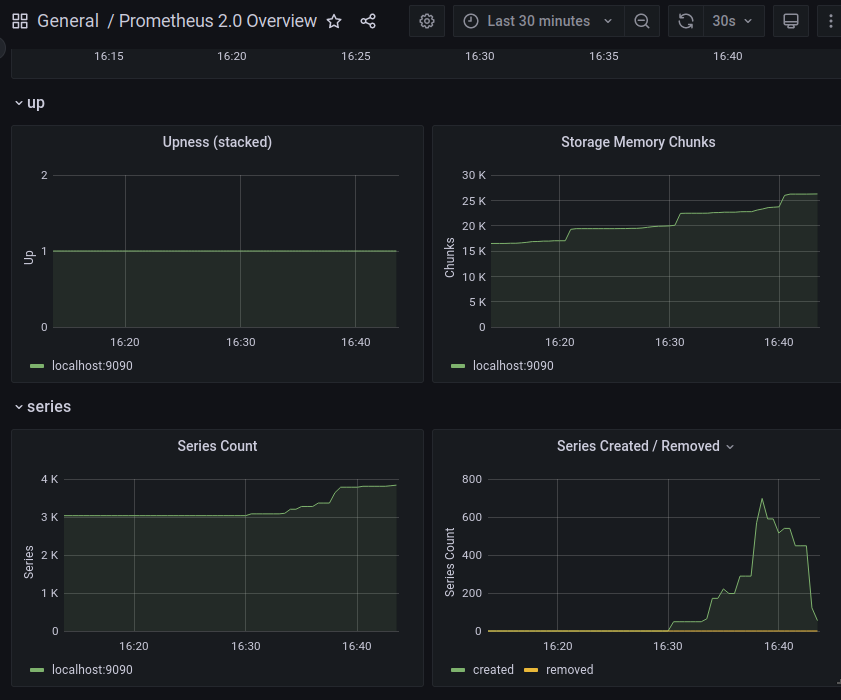 General / Prometheus 2.0 Overview
Last 30 minutes
30s
16:15 16:20 16:25 16:30 16:35 16:40
up
Upness (stacked)
2
1
0
Up
16:20 16:30 16:40
localhost:9090
Storage Memory Chunks
30 K
25 K
20 K
15 K
10 K
5 K
0
Chunks
16:20 16:30 16:40
localhost:9090
series
Series Count
4 K
3 K
2 K
1 K
0
Series
16:20 16:30 16:40
localhost:9090
Series Created / Removed
800
600
400
200
0
Series Count
16:20 16:30 16:40
created removed